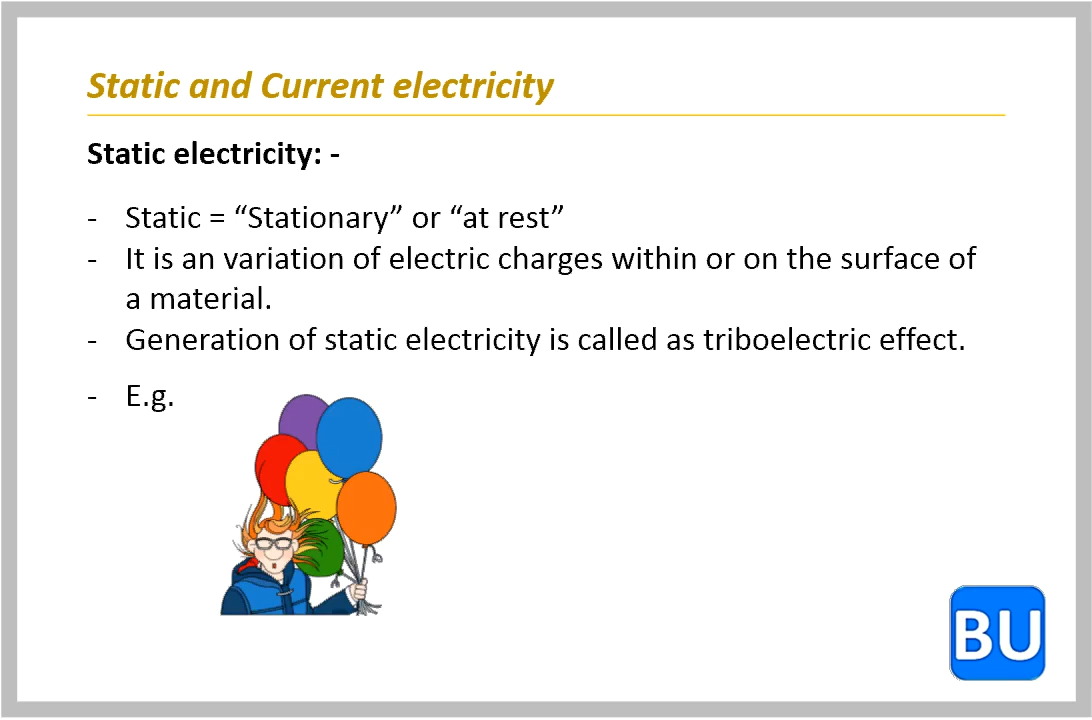 Static and Current electricity
Static electricity: -
- Static = “Stationary” or “at rest”
- It is an variation of electric charges within or on the surface of
a material.
- Generation of static electricity is called as triboelectric effect.
- E.g.
BU